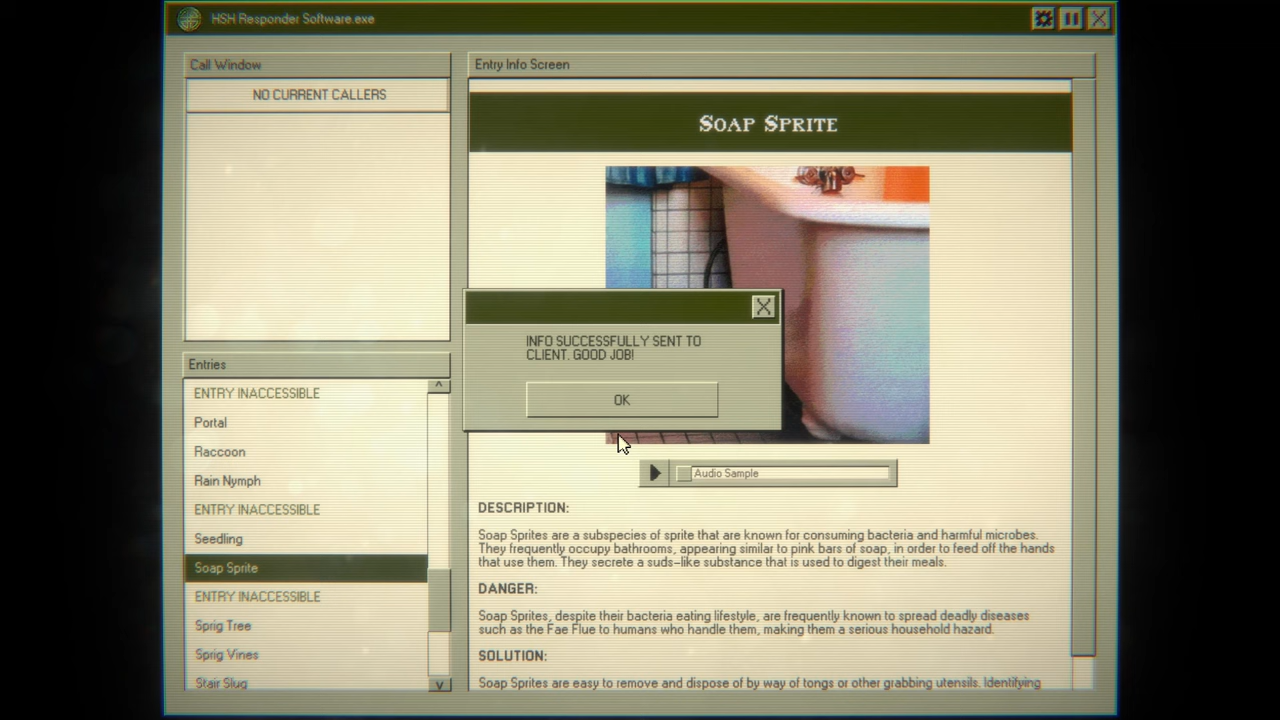 HSH Responder Software.exe
Call Window
NO CURRENT CALLERS
Entries
ENTRY INACCESSIBLE
Portal
Raccoon
Rain Nymph
ENTRY INACCESSIBLE
Seedling
Soap Sprite
ENTRY INACCESSIBLE
Sprig Tree
Sprig Vines
Stair Slug
Entry Info Screen
Soap Sprite
INFO SUCCESSFULLY SENT TO
CLIENT. GOOD JOB!
OK
Audio Sample
DESCRIPTION:
Soap Sprites are a subspecies of sprite that are known for consuming bacteria and harmful microbes.
They frequently occupy bathrooms, appearing similar to pink bars of soap, in order to feed off the hands
that use them. They secrete a suds-like substance that is used to digest their meals.
DANGER:
Soap Sprites, despite their bacteria eating lifestyle, are frequently known to spread deadly diseases
such as the Fae Flue to humans who handle them, making them a serious household hazard.
SOLUTION:
Soap Sprites are easy to remove and dispose of by way of tongs or other grabbing utensils. Identifying